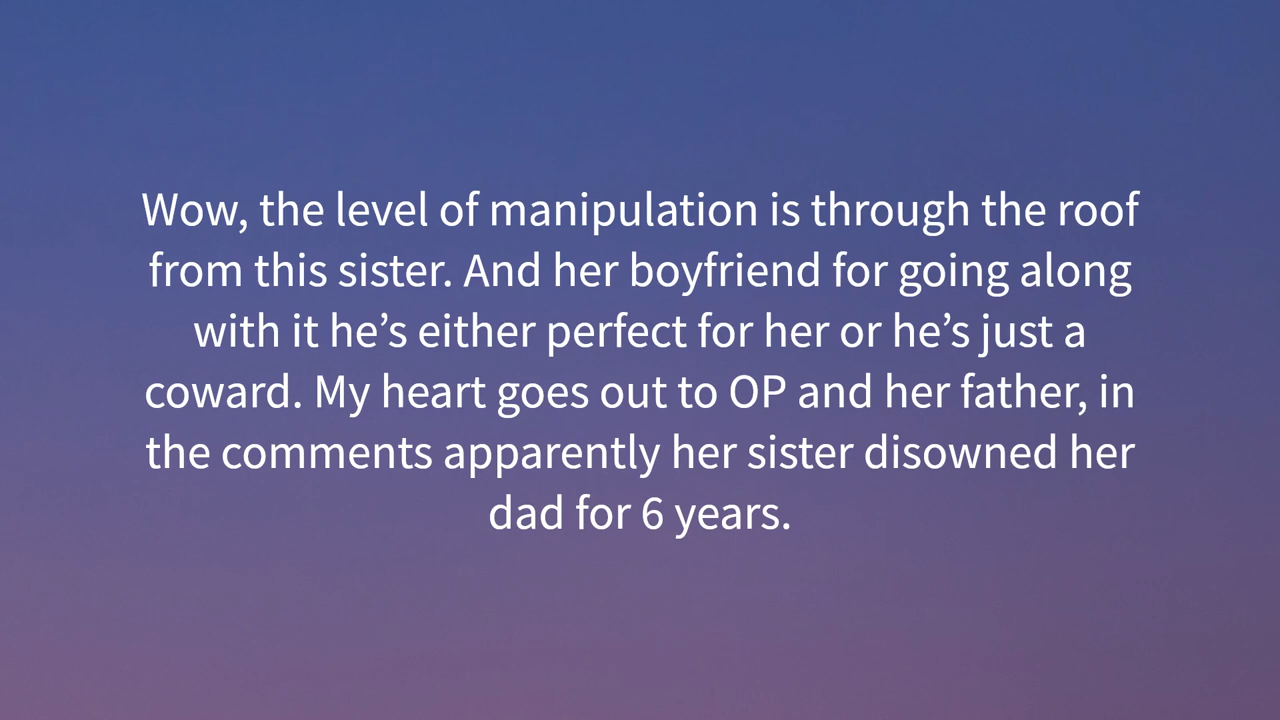 Wow, the level of manipulation is through the roof
from this sister. And her boyfriend for going along
with it he’s either perfect for her or he’s just a
coward. My heart goes out to OP and her father, in
the comments apparently her sister disowned her
dad for 6 years.